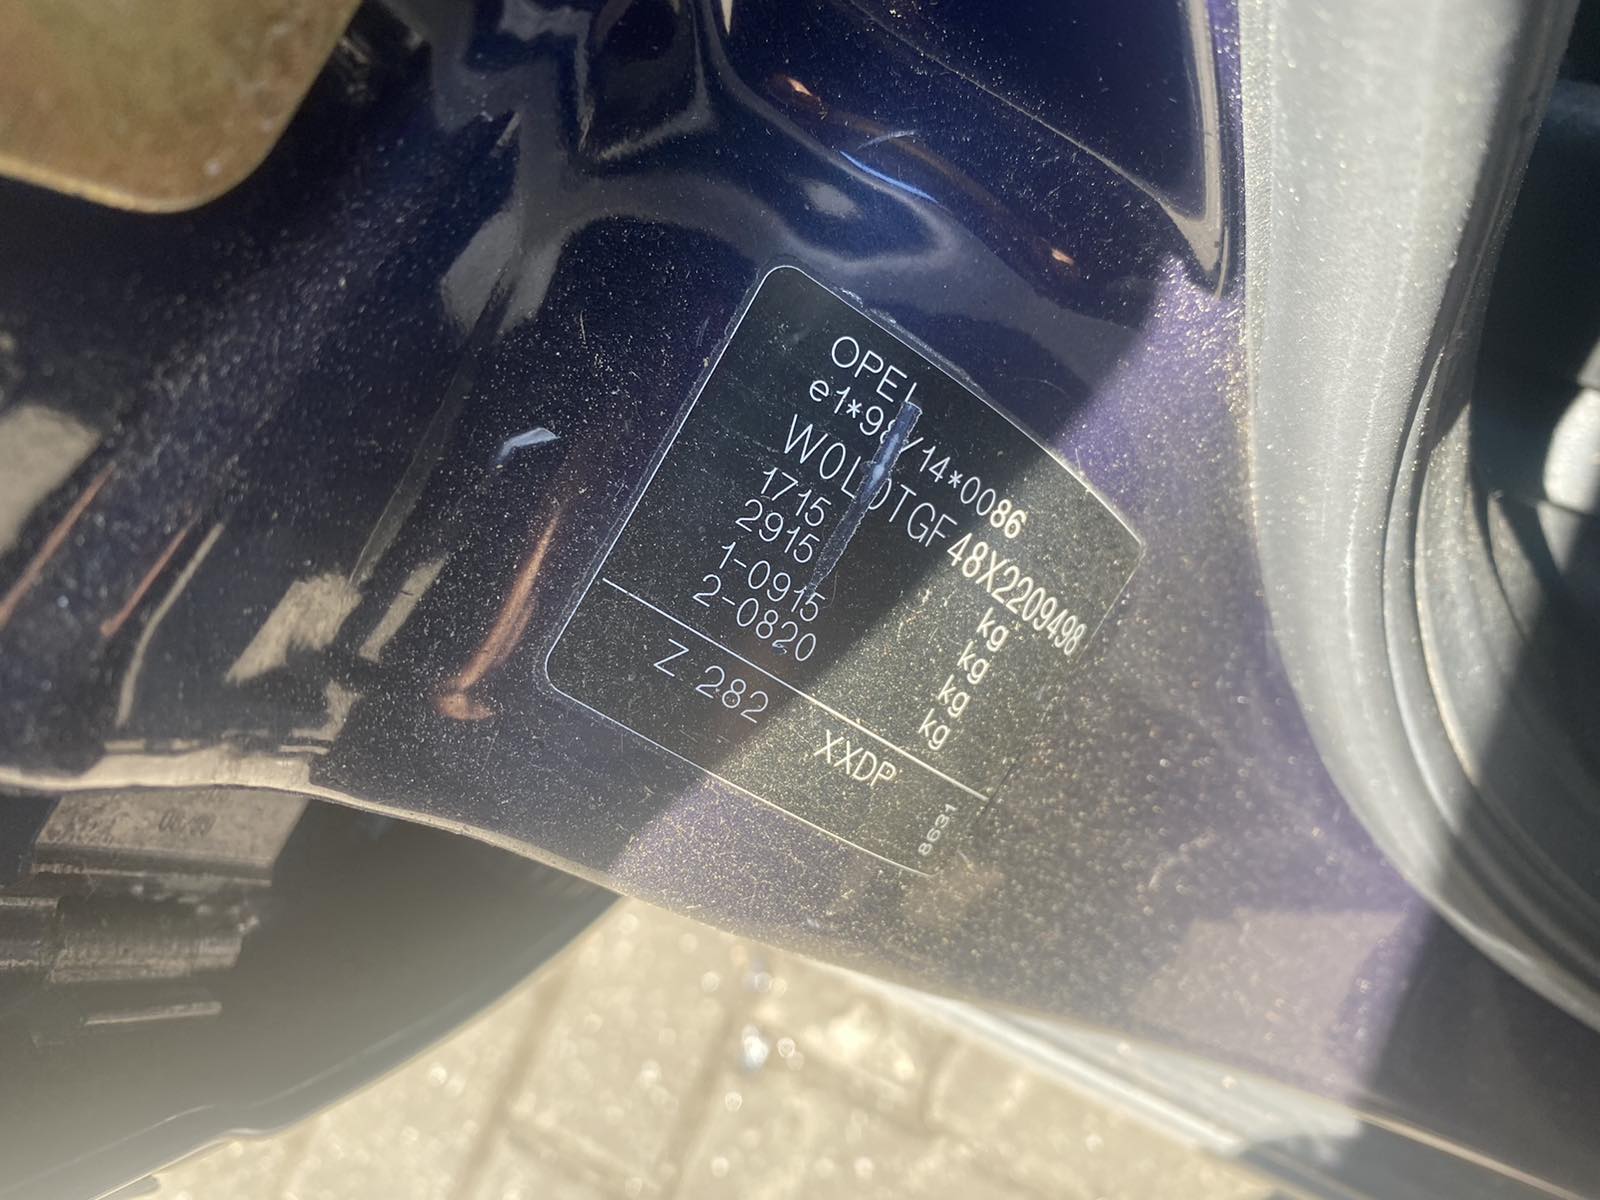 OPEL
e1*98/14*0086
W0L0TGF48X2209498
1715 kg
2915 kg
1-0915 kg
2-0820 kg
Z 282 XXDP
8631